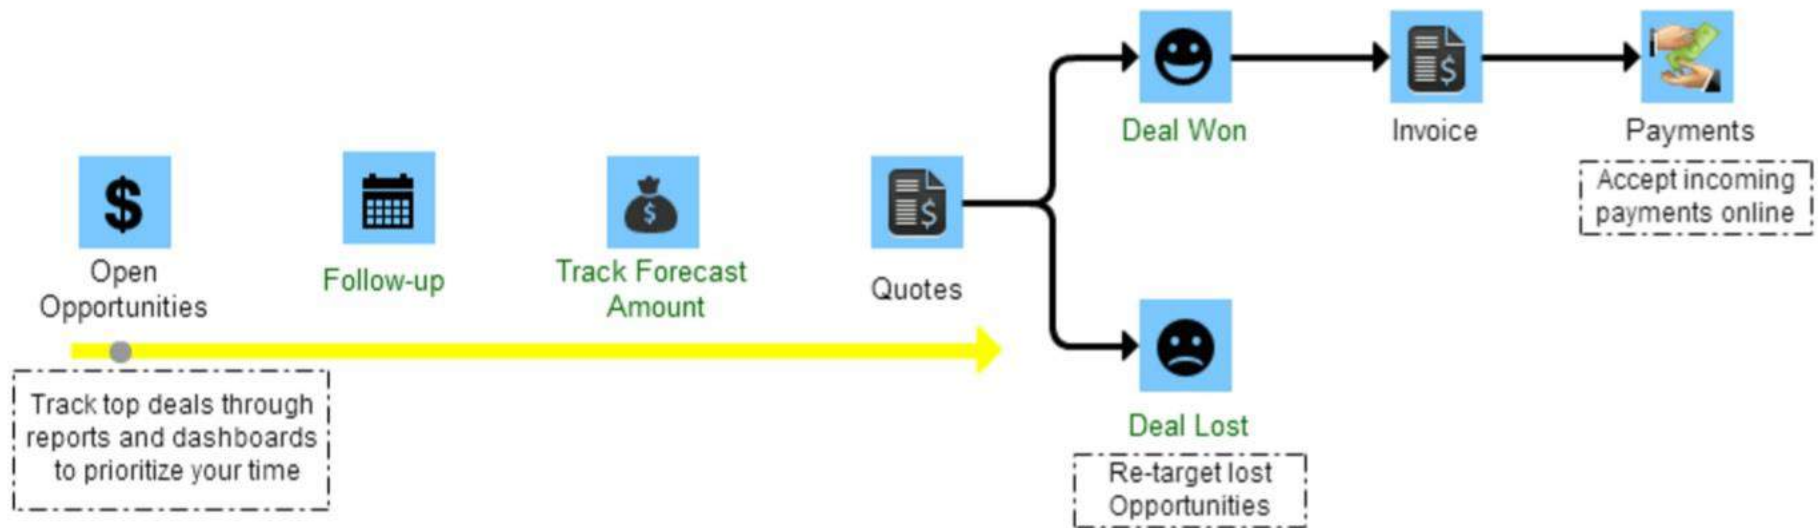 Deal Won
Invoice
Payments
Accept incoming
payments online
$
Open
Opportunities
Follow-up
$
Track Forecast
Amount
$
Quotes
$
Track top deals through
reports and dashboards
to prioritize your time
Deal Lost
Re-target lost
Opportunities